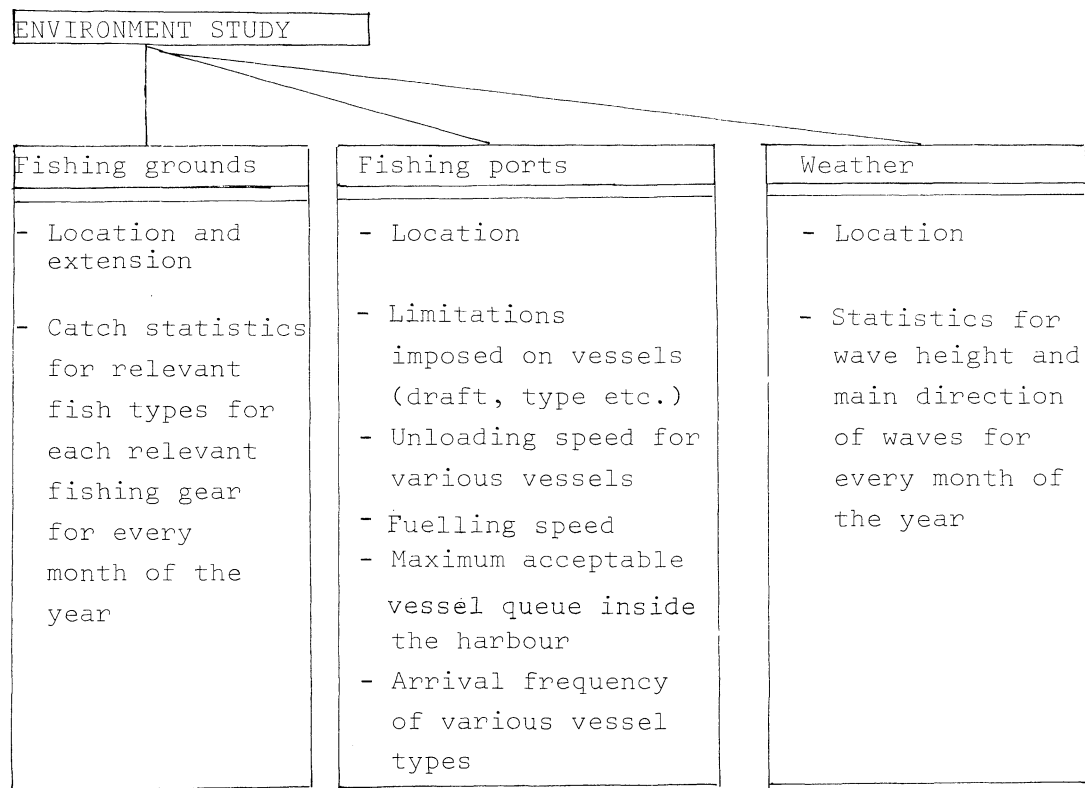 ENVIRONMENT STUDY
Fishing grounds
- Location and
extension
- Catch statistics
for relevant
fish types for
each relevant
fishing gear
for every
month of the
year
Fishing ports
- Location
- Limitations
imposed on vessels
(draft, type etc.)
- Unloading speed for
various vessels
- Fuelling speed
- Maximum acceptable
vessel queue inside
the harbour
- Arrival frequency
of various vessel
types
Weather
- Location
- Statistics for
wave height and
main direction
of waves for
every month of
the year